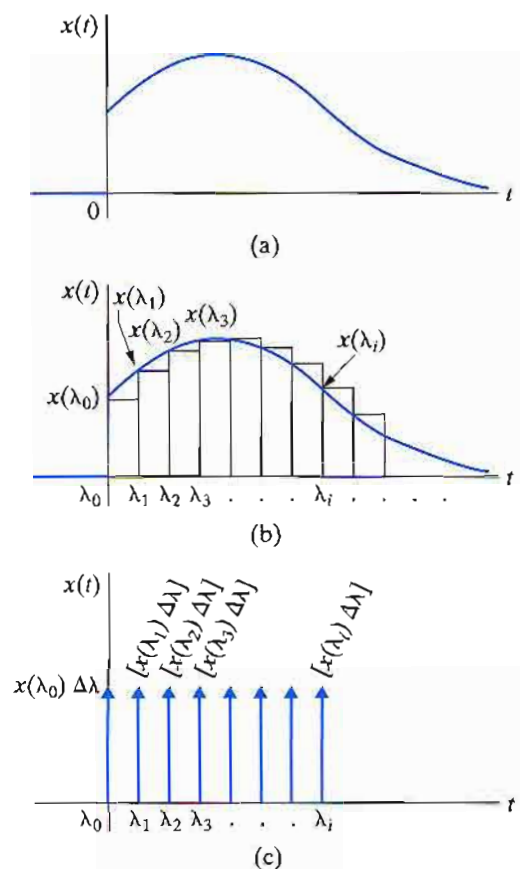 x(t)
0
t
(a)
x(t)
x(λ₁)
x(λ₂)
x(λ₃)
x(λᵢ)
x(λ₀)
t
λ₀ λ₁ λ₂ λ₃ . . . λᵢ . . . .
(b)
x(t)
[x(λ₁) Δλ]
[x(λ₂) Δλ]
[x(λ₃) Δλ]
[x(λᵢ) Δλ]
x(λ₀) Δλ
t
λ₀ λ₁ λ₂ λ₃ . . . λᵢ
(c)